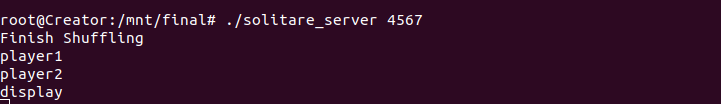 root@Creator:/mnt/final# ./solitare_server 4567
Finish Shuffling
player1
player2
display